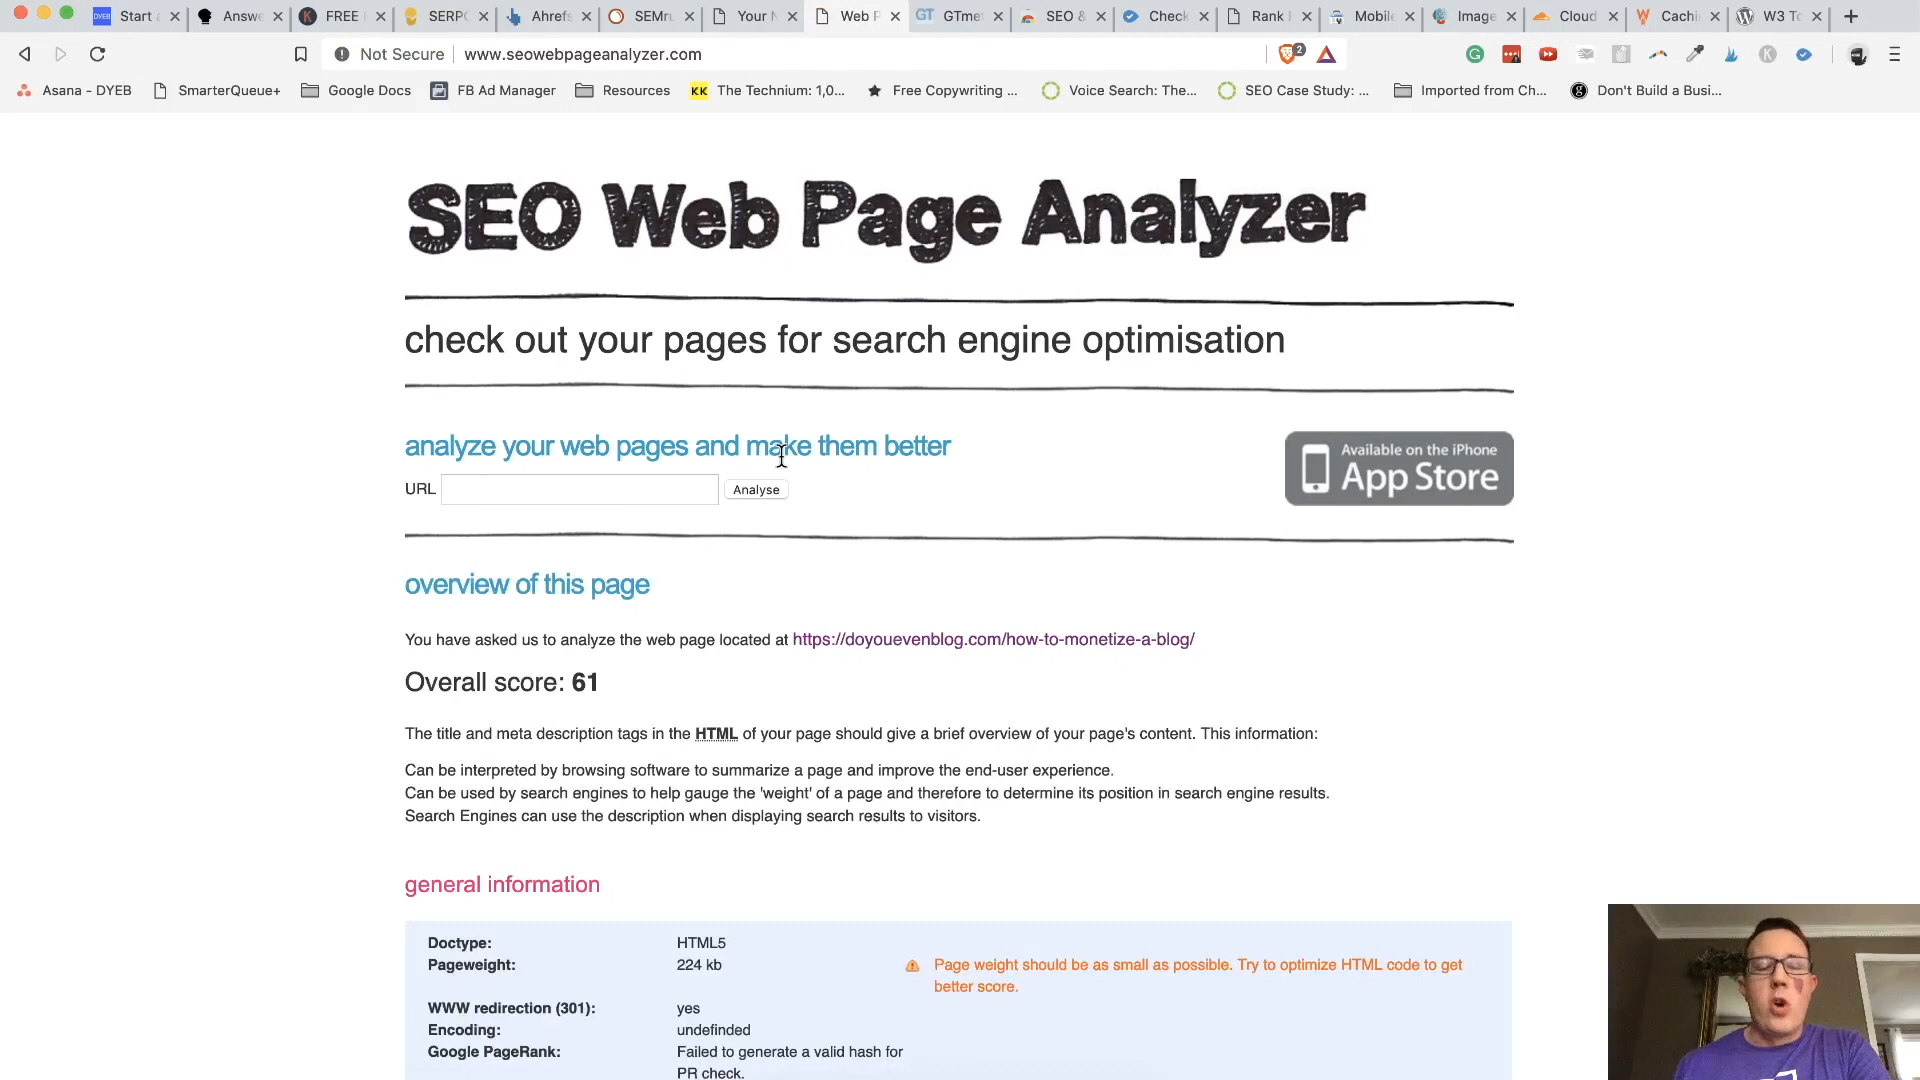 Start a
Answe
FREE
SERPC
Ahrefs
SEMru
Your N
Web P
GTmet
SEO &
Check
Rank
Mobile
Image
Cloud
Cachi
W3 To
Not Secure
www.seowebpageanalyzer.com
2
Asana - DYEB
SmarterQueue+
Google Docs
FB Ad Manager
Resources
KK The Technium: 1,0...
Free Copywriting ...
Voice Search: The...
SEO Case Study: ...
Imported from Ch...
Don't Build a Busi...
SEO Web Page Analyzer
check out your pages for search engine optimisation
analyze your web pages and make them better
URL
Analyse
Available on the iPhone
App Store
overview of this page
You have asked us to analyze the web page located at https://doyouevenblog.com/how-to-monetize-a-blog/
Overall score: 61
The title and meta description tags in the HTML of your page should give a brief overview of your page's content. This information:
Can be interpreted by browsing software to summarize a page and improve the end-user experience.
Can be used by search engines to help gauge the 'weight' of a page and therefore to determine its position in search engine results.
Search Engines can use the description when displaying search results to visitors.
general information
Doctype: HTML5
Pageweight: 224 kb
Page weight should be as small as possible. Try to optimize HTML code to get
better score.
WWW redirection (301): yes
Encoding: undefinded
Google PageRank: Failed to generate a valid hash for
PR check.